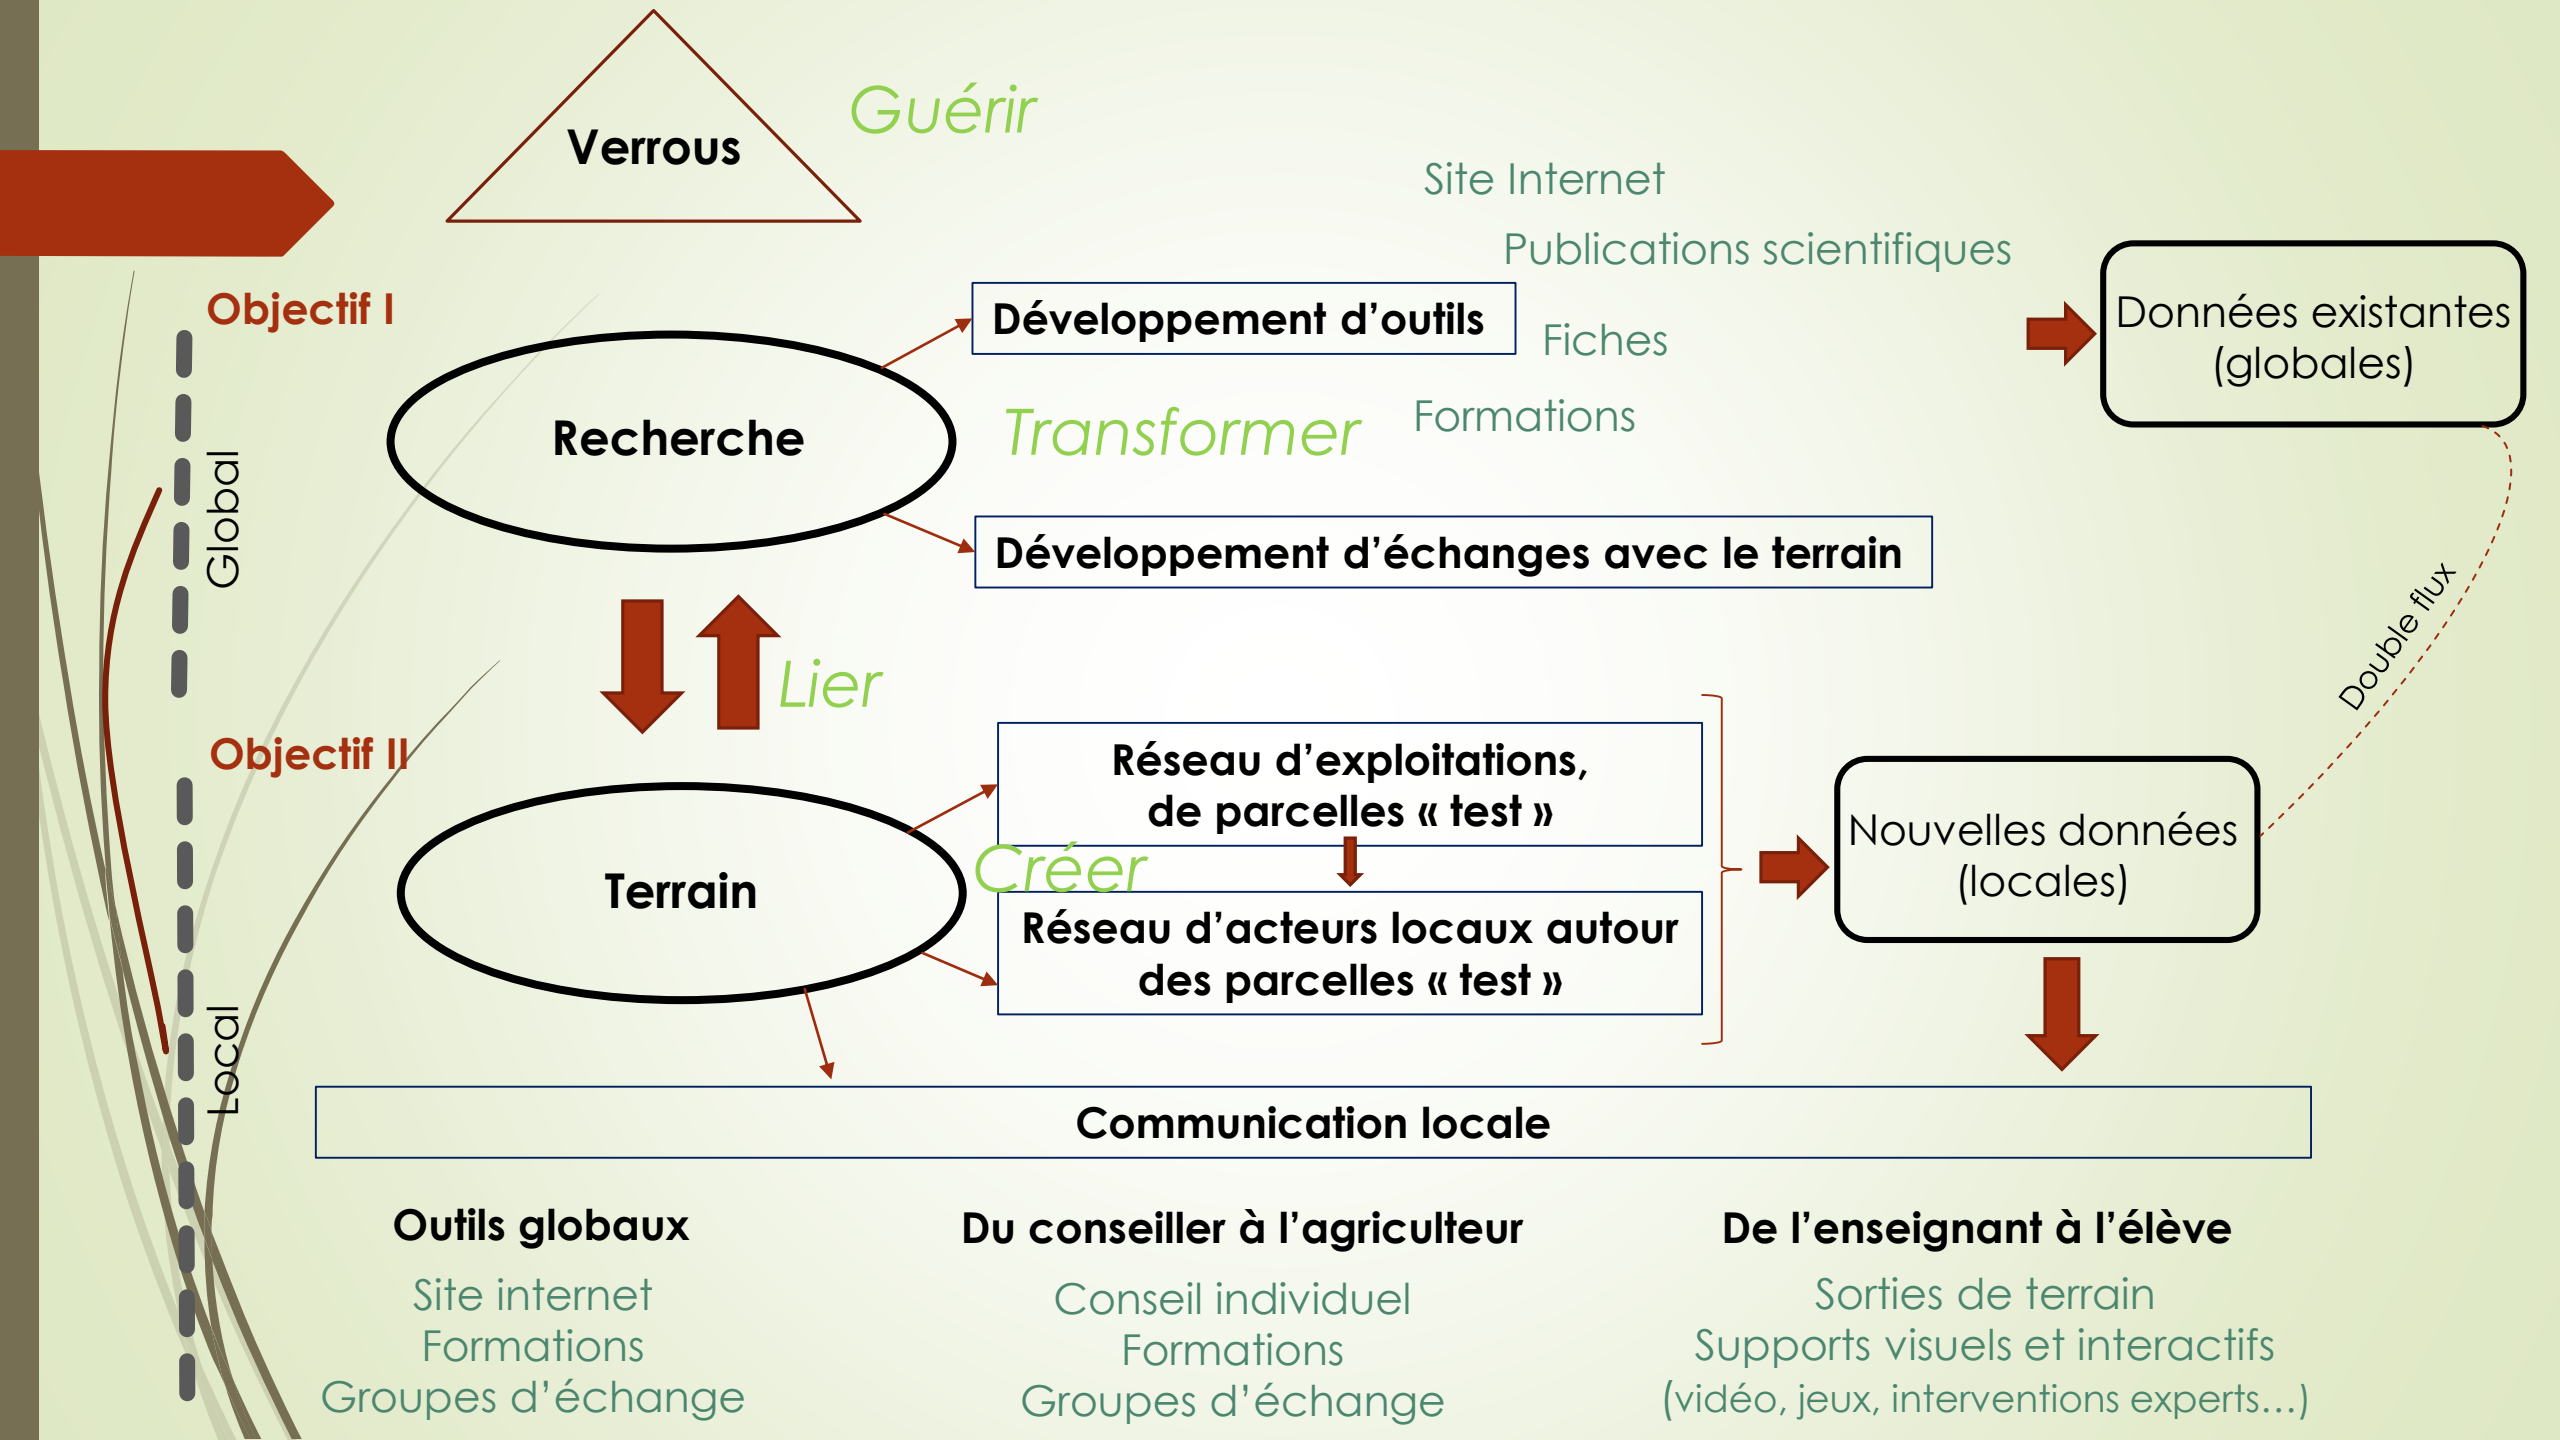 Guérir
Verrous
Site Internet
Publications scientifiques
Objectif I
Développement d’outils
Fiches
Données existantes
(globales)
Recherche
Transformer
Formations
Global
Développement d’échanges avec le terrain
Double flux
Lier
Objectif II
Réseau d’exploitations,
de parcelles « test »
Créer
Terrain
Nouvelles données
(locales)
Réseau d’acteurs locaux autour
des parcelles « test »
Local
Communication locale
Outils globaux
Site internet
Formations
Groupes d’échange
Du conseiller à l’agriculteur
Conseil individuel
Formations
Groupes d’échange
De l’enseignant à l’élève
Sorties de terrain
Supports visuels et interactifs
(vidéo, jeux, interventions experts…)